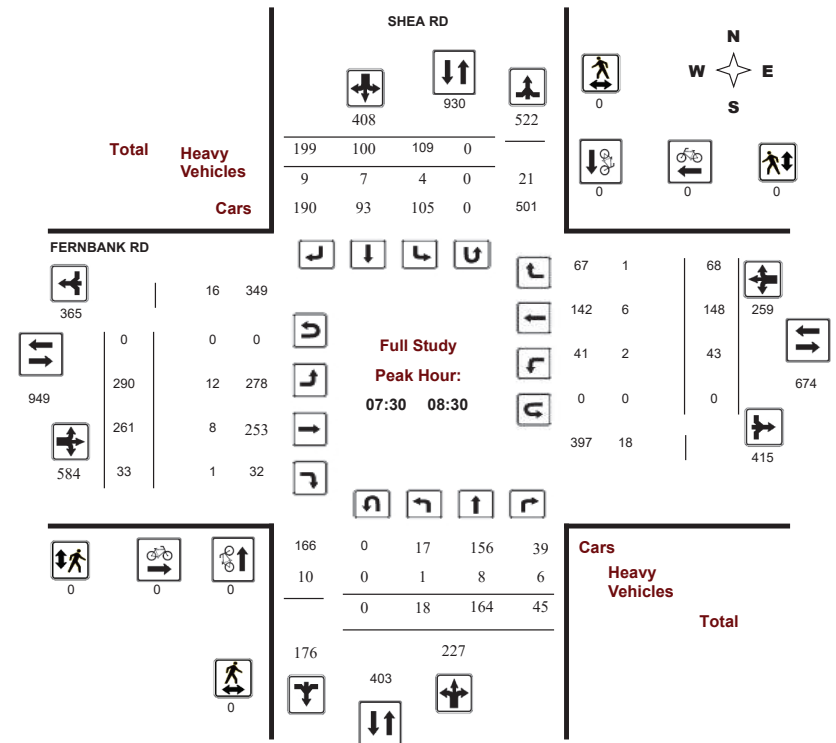 SHEA RD
N
W E
S
930
0
408 522
Total Heavy
Vehicles
199 100 109 0
9 7 4 0 21
0 0 0
Cars 190 93 105 0 501
FERNBANK RD
16 349 67 1 68
365 142 6 148 259
0 0 0 Full Study
41 2 43
290 12 278 Peak Hour:
949 674
07:30 08:30 0 0 0
261 8 253
397 18
584 33 1 32 415
166 0 17 156 39 Cars
10 0 1 8 6 Heavy
Vehicles
0 0 0
0 18 164 45 Total
176 227
403
0